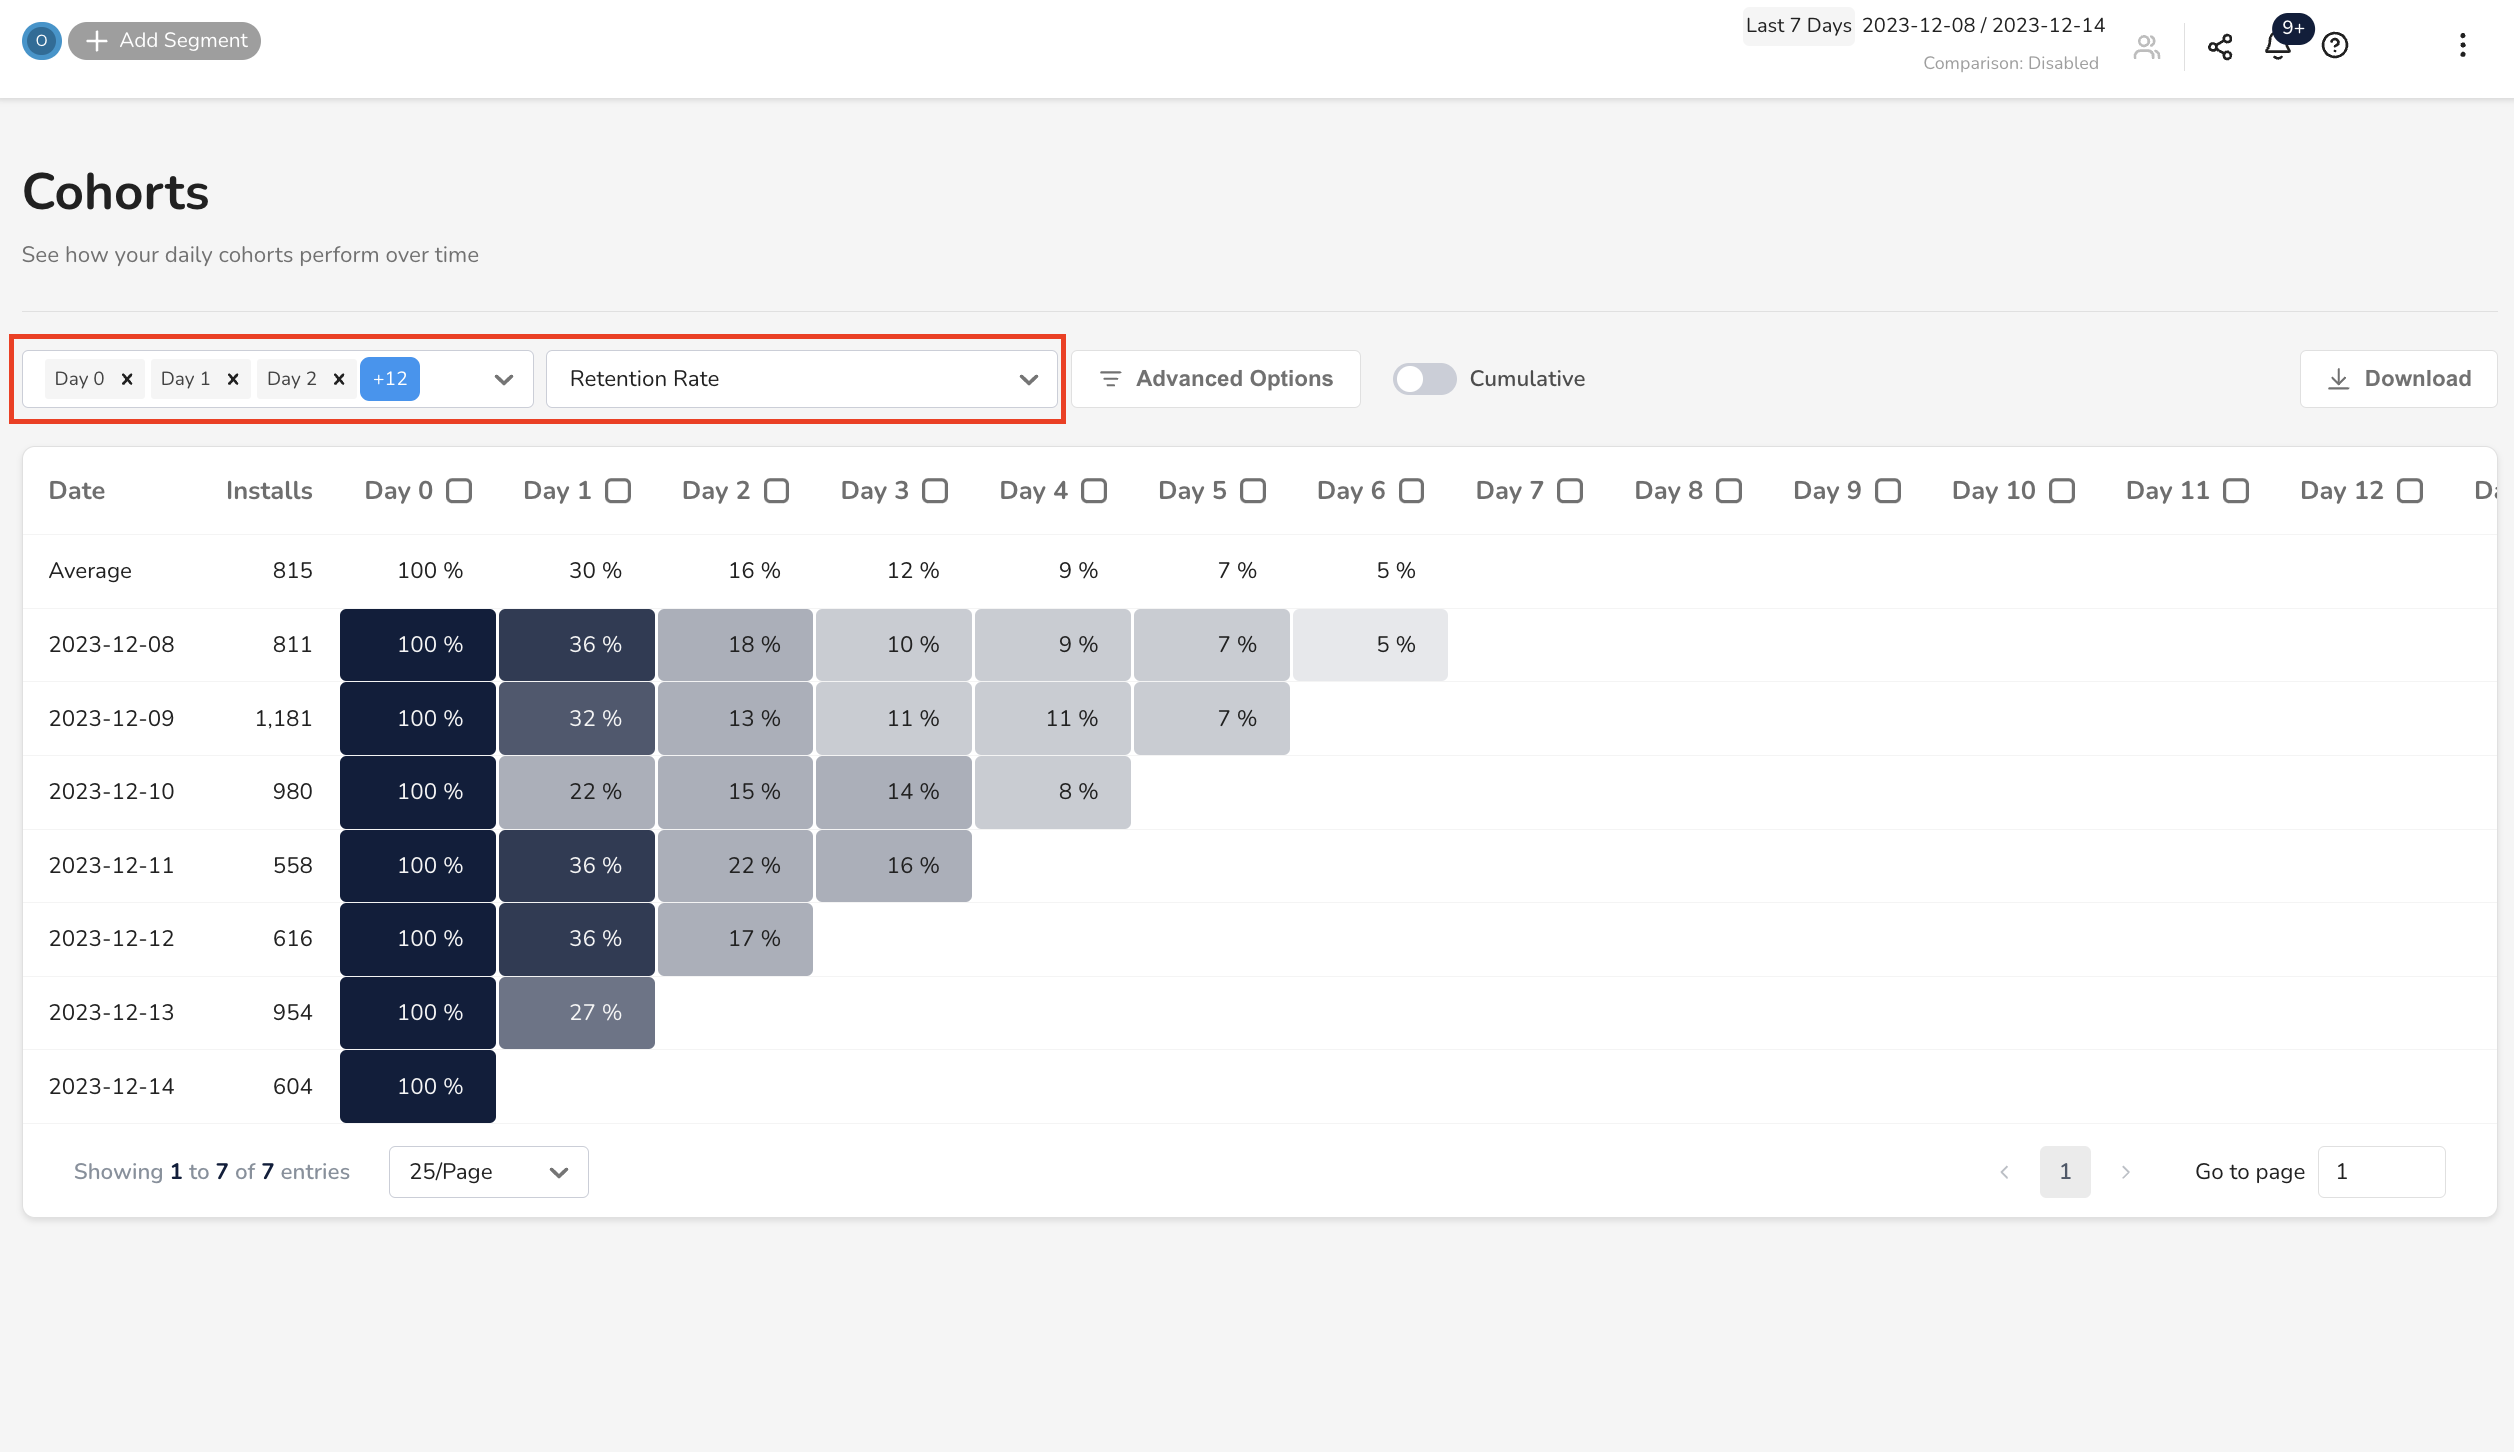 O + Add Segment
Last 7 Days 2023-12-08 / 2023-12-14
Comparison: Disabled
9+
Cohorts
See how your daily cohorts perform over time
Day 0 × Day 1 × Day 2 × +12
Retention Rate
Advanced Options
Cumulative
Download
Date Installs Day 0 Day 1 Day 2 Day 3 Day 4 Day 5 Day 6 Day 7 Day 8 Day 9 Day 10 Day 11 Day 12
Average 815 100 % 30 % 16 % 12 % 9 % 7 % 5 %
2023-12-08 811 100 % 36 % 18 % 10 % 9 % 7 % 5 %
2023-12-09 1,181 100 % 32 % 13 % 11 % 11 % 7 %
2023-12-10 980 100 % 22 % 15 % 14 % 8 %
2023-12-11 558 100 % 36 % 22 % 16 %
2023-12-12 616 100 % 36 % 17 %
2023-12-13 954 100 % 27 %
2023-12-14 604 100 %
Showing 1 to 7 of 7 entries 25/Page 1 Go to page 1